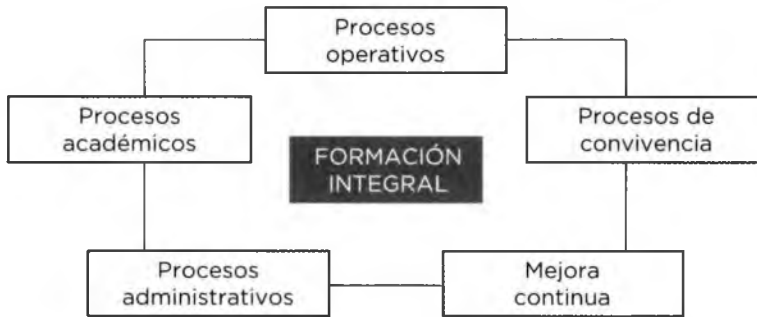 Procesos
operativos
Procesos
académicos
Procesos de
convivencia
FORMACIÓN
INTEGRAL
Procesos
administrativos
Mejora
continua